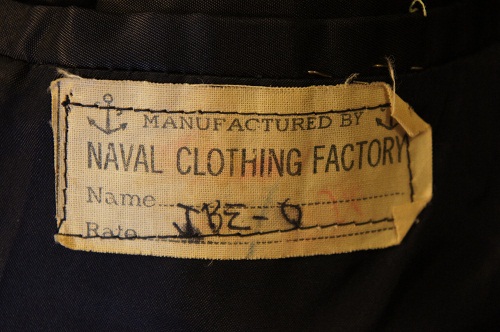 MANUFACTURED BY
NAVAL CLOTHING FACTORY
Name
Rate